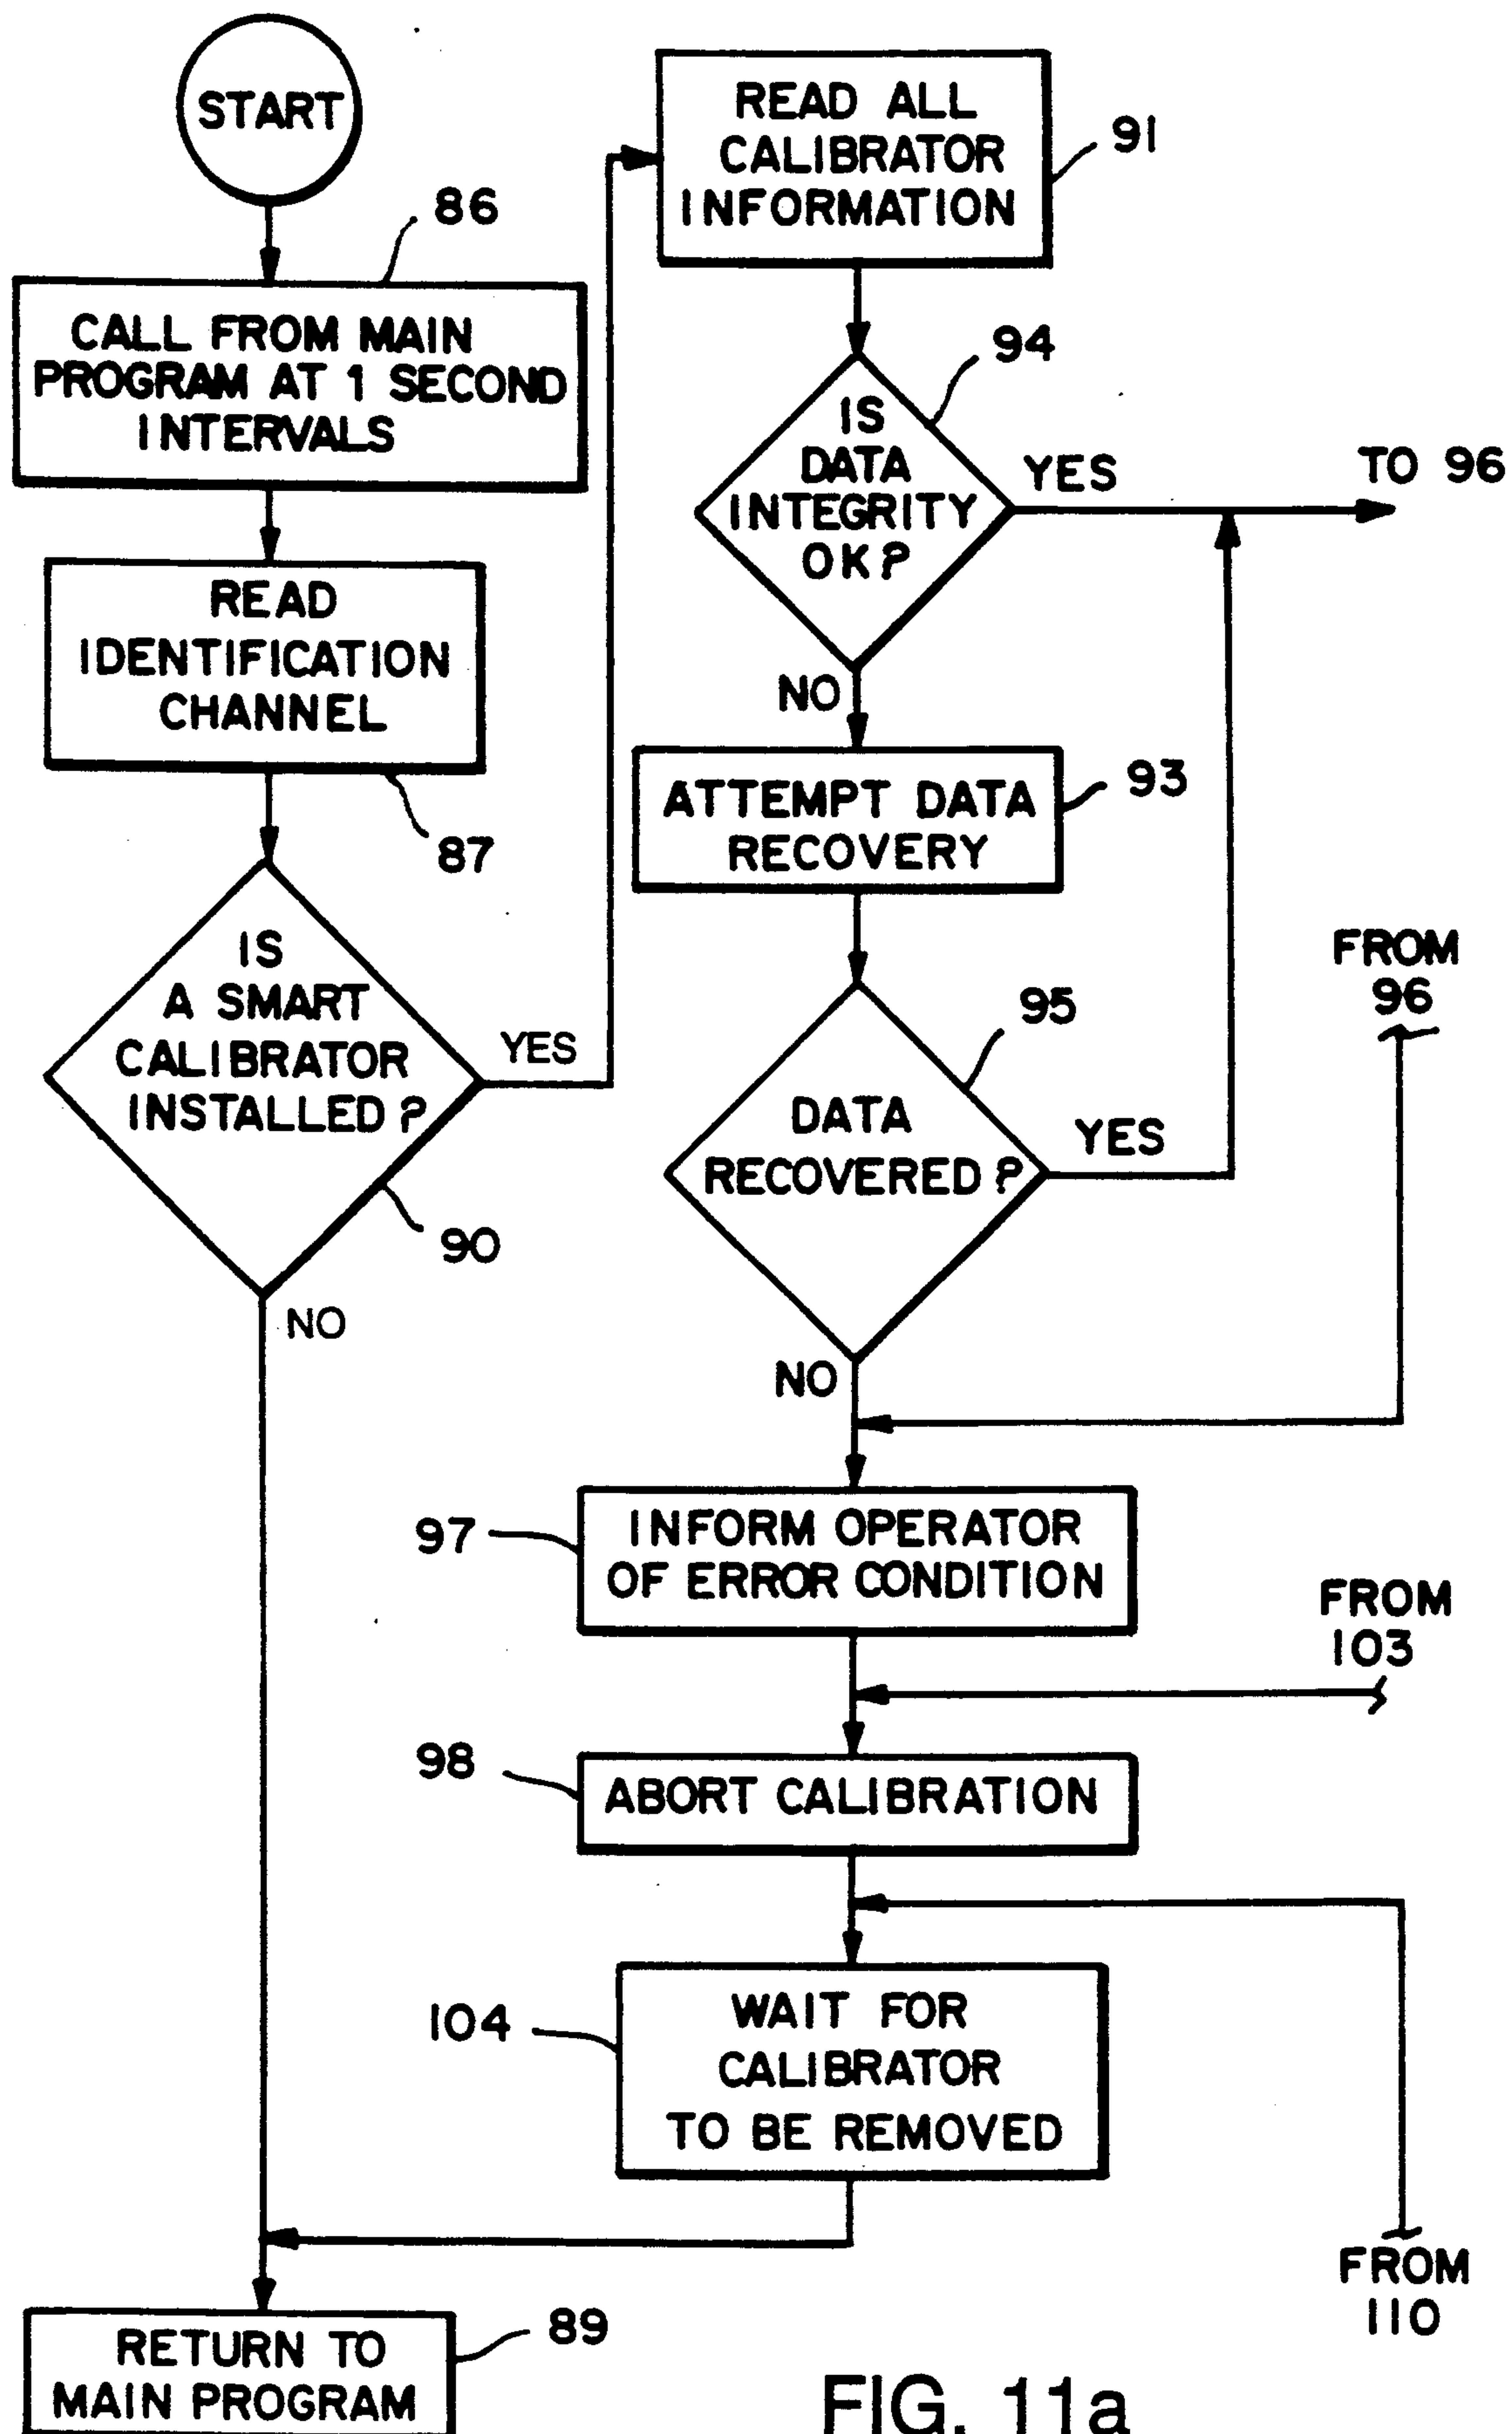 START
86
CALL FROM MAIN
PROGRAM AT 1 SECOND
INTERVALS
READ
IDENTIFICATION
CHANNEL
87
IS
A SMART
CALIBRATOR
INSTALLED?
YES
90
NO
READ ALL
CALIBRATOR
INFORMATION
91
94
IS
DATA
INTEGRITY
OK?
YES
TO 96
NO
ATTEMPT DATA
RECOVERY
93
95
DATA
RECOVERED?
YES
NO
FROM
96
97
INFORM OPERATOR
OF ERROR CONDITION
FROM
103
98
ABORT CALIBRATION
104
WAIT FOR
CALIBRATOR
TO BE REMOVED
FROM
110
RETURN TO
MAIN PROGRAM
89
FIG. 11a